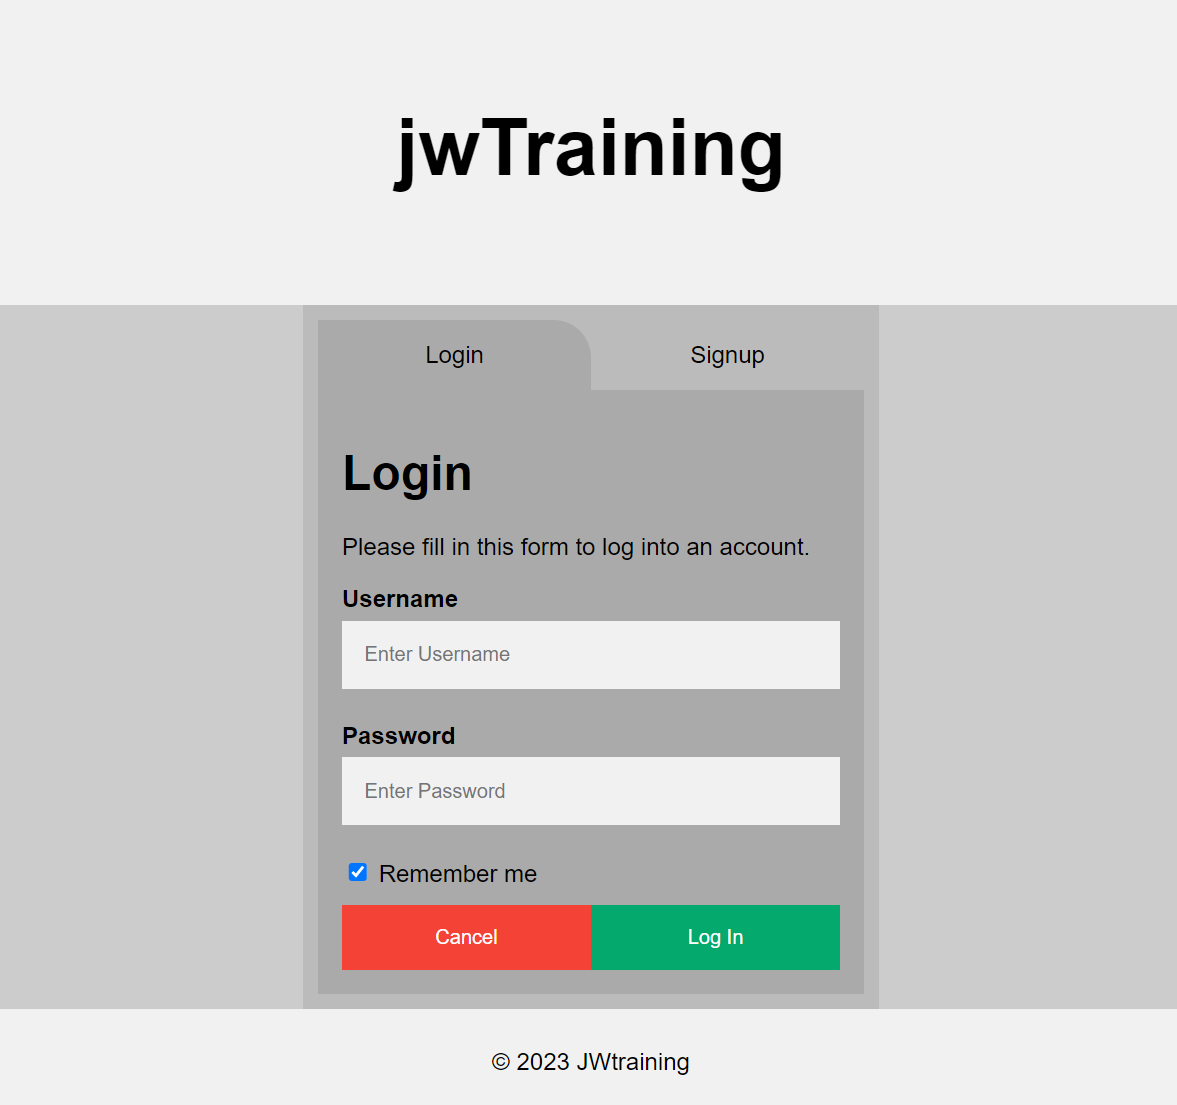 jwTraining
Login
Signup
Login
Please fill in this form to log into an account.
Username
Enter Username
Password
Enter Password
Remember me
Cancel
Log In
© 2023 JWtraining